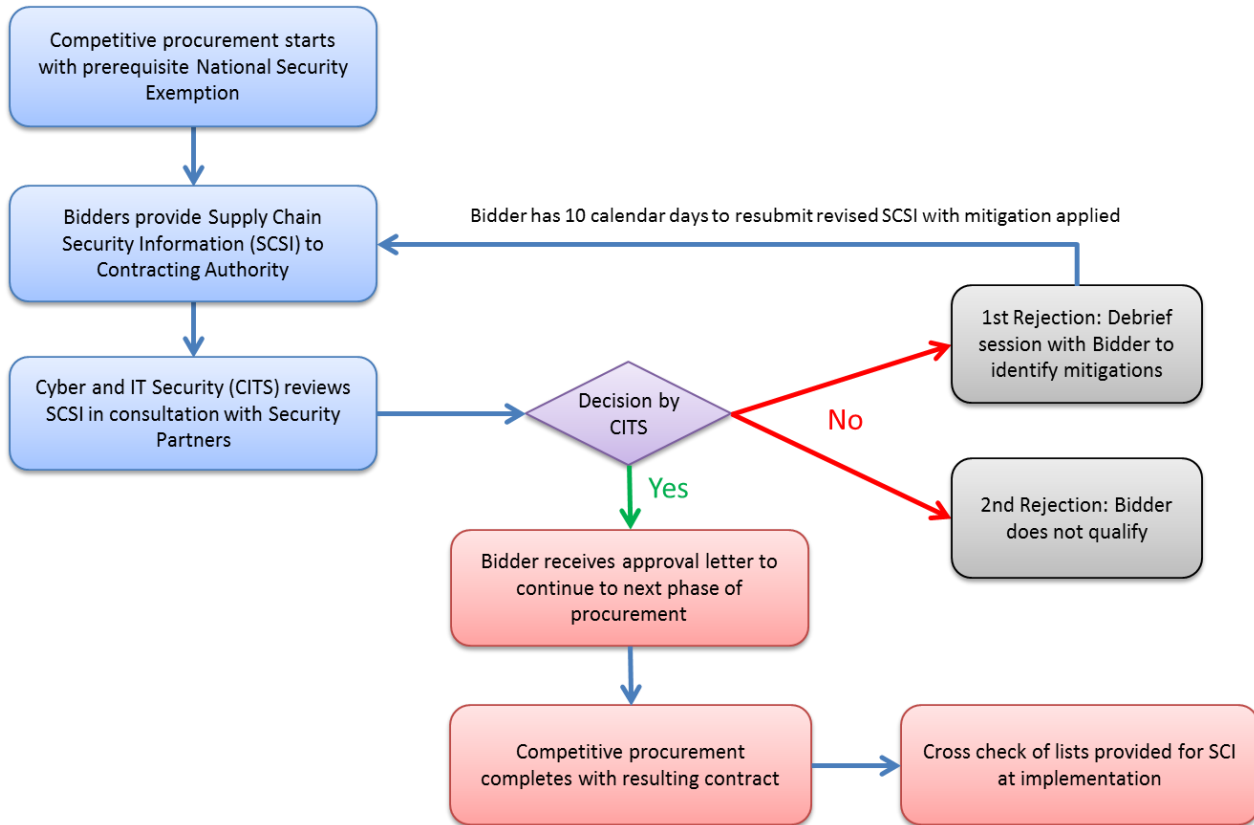 Competitive procurement starts
with prerequisite National Security
Exemption
Bidders provide Supply Chain
Security Information (SCSI) to
Contracting Authority
Bidder has 10 calendar days to resubmit revised SCSI with mitigation applied
1st Rejection: Debrief
session with Bidder to
identify mitigations
Cyber and IT Security (CITS) reviews
SCSI in consultation with Security
Partners
Decision by
CITS
No
Yes
2nd Rejection: Bidder
does not qualify
Bidder receives approval letter to
continue to next phase of
procurement
Competitive procurement
completes with resulting contract
Cross check of lists provided for SCI
at implementation